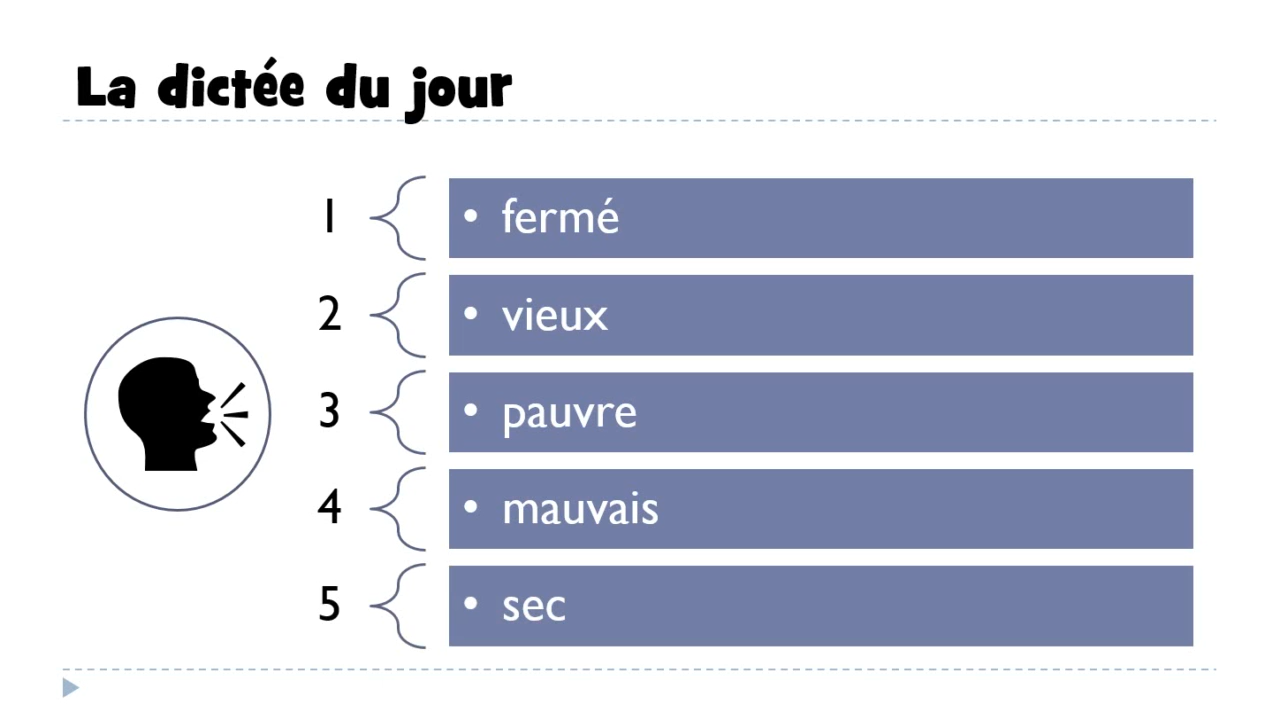 La dictée du jour
1 • fermé
2 • vieux
3 • pauvre
4 • mauvais
5 • sec